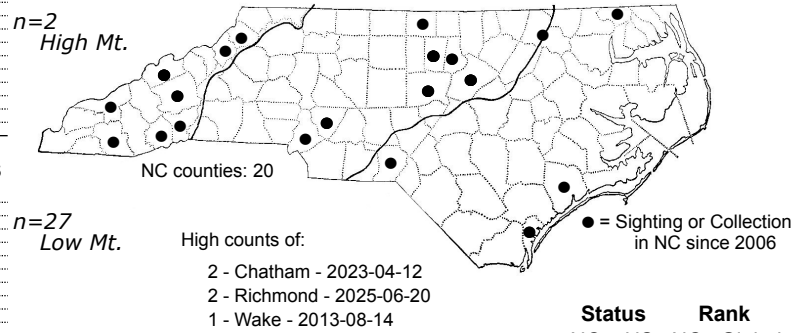 n=2
High Mt.
NC counties: 20
n=27
Low Mt.
High counts of:
2 - Chatham - 2023-04-12
2 - Richmond - 2025-06-20
1 - Wake - 2013-08-14
● = Sighting or Collection
in NC since 2006
Status Rank